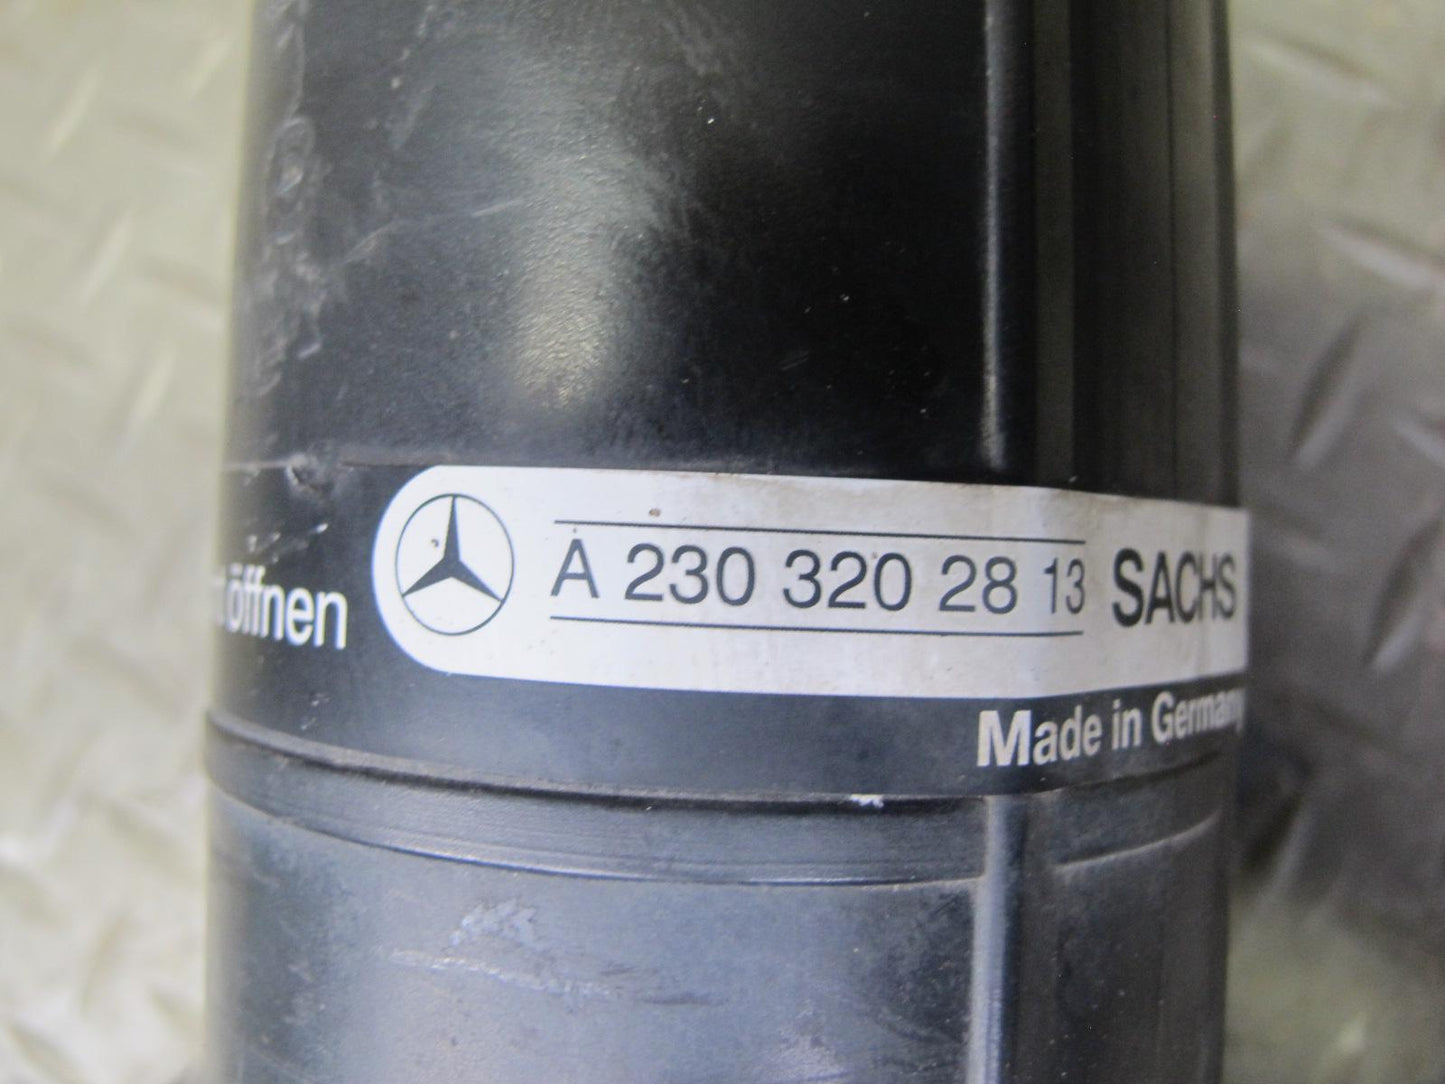 öffnen
A 230 320 28 13 SACHS
Made in Germany